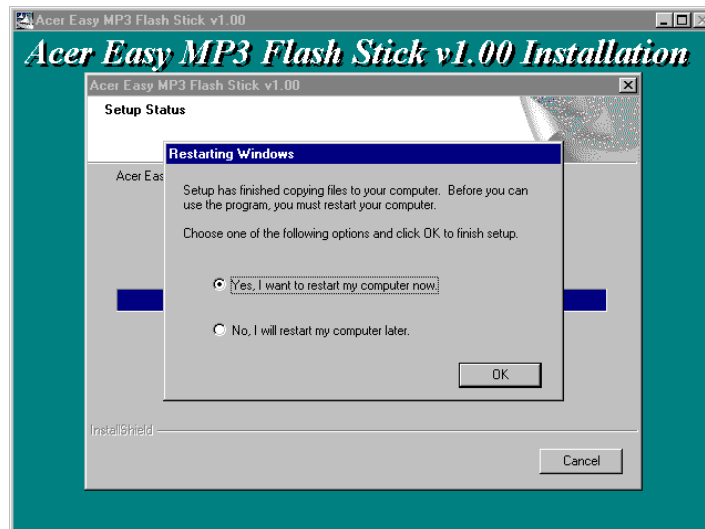 Acer Easy MP3 Flash Stick v1.00
Acer Easy MP3 Flash Stick v1.00 Installation
Acer Easy MP3 Flash Stick v1.00
Setup Status
Restarting Windows
Acer Eas
Setup has finished copying files to your computer. Before you can
use the program, you must restart your computer.
Choose one of the following options and click OK to finish setup.
Yes, I want to restart my computer now.
No, I will restart my computer later.
OK
InstallShield
Cancel